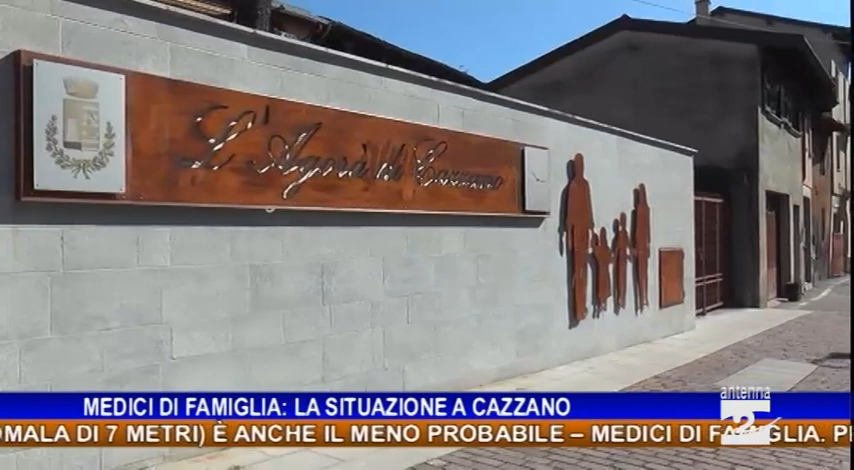 L'Agorà di Cazzano
MEDICI DI FAMIGLIA: LA SITUAZIONE A CAZZANO
antenna
2
OMALA DI 7 METRI) È ANCHE IL MENO PROBABILE – MEDICI DI FAMIGLIA. P